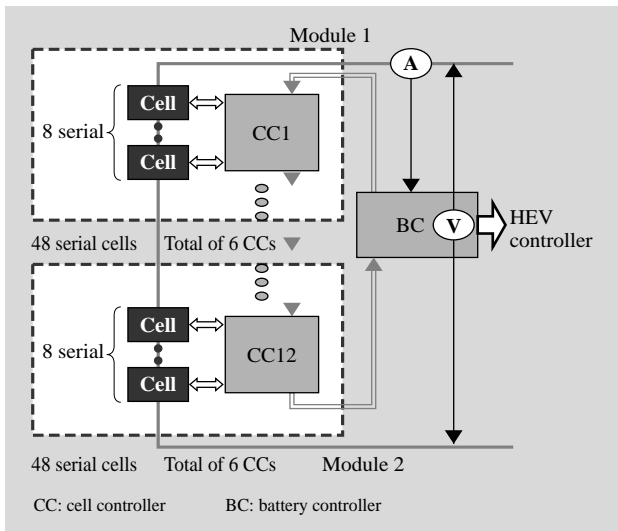 Module 1
A
Cell
8 serial
CC1
Cell
BC
V
HEV
controller
48 serial cells
Total of 6 CCs
Cell
8 serial
CC12
Cell
48 serial cells
Total of 6 CCs
Module 2
CC: cell controller
BC: battery controller